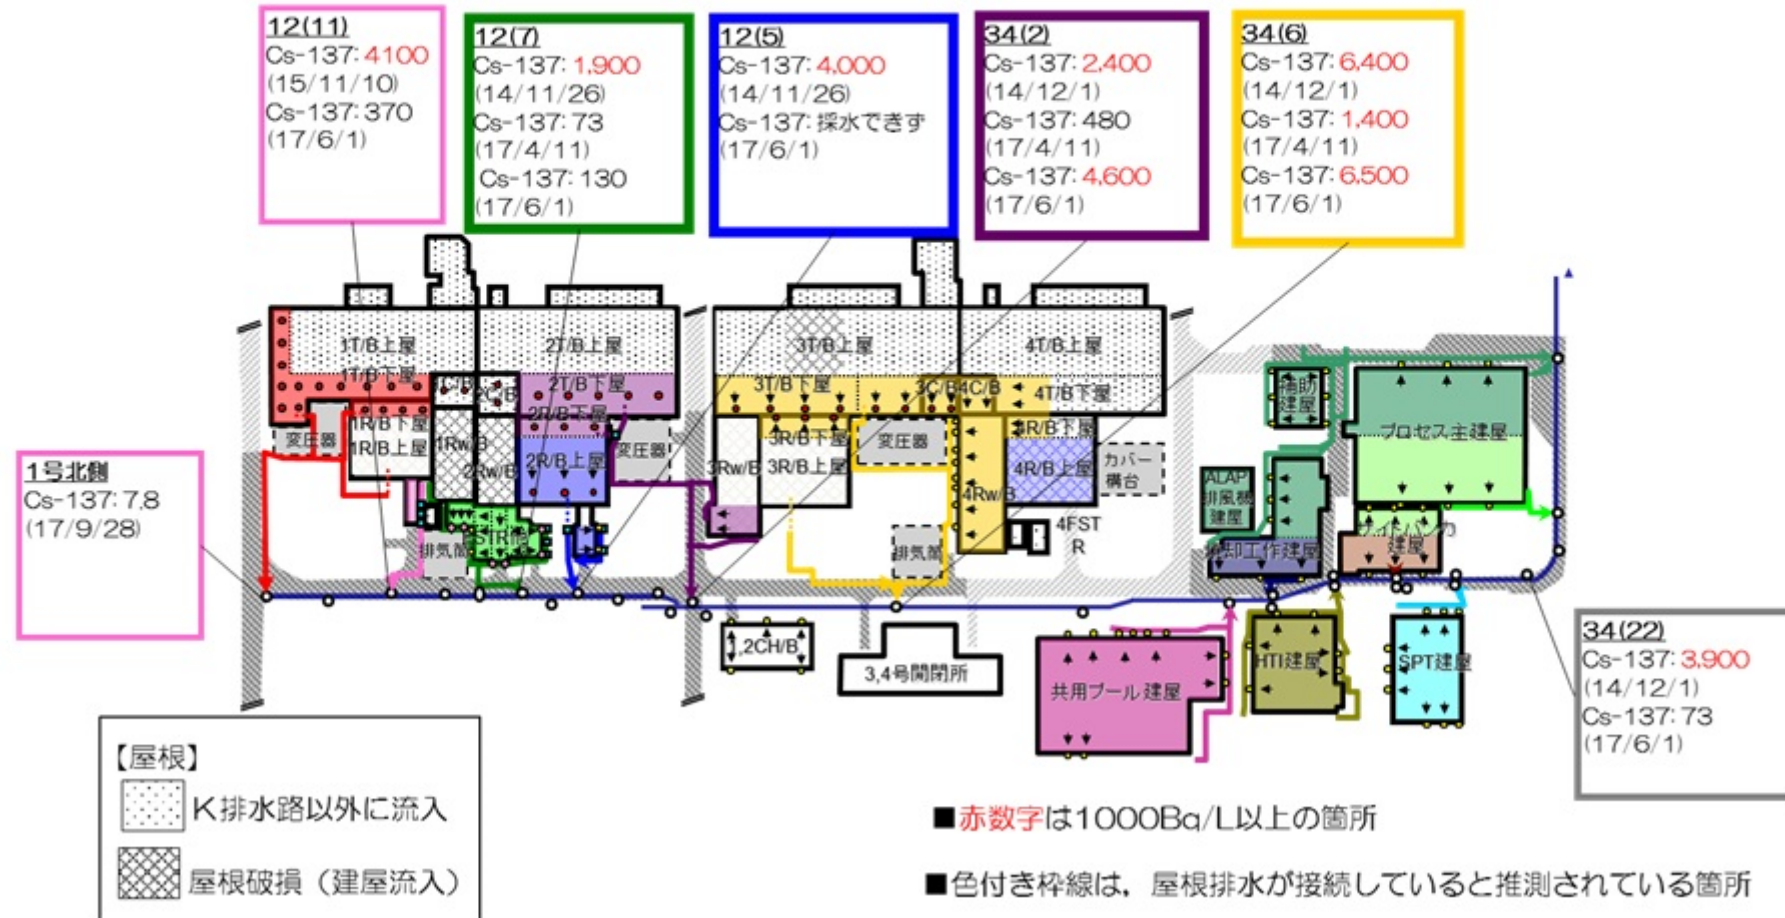 12(11)
Cs-137: 4100
(15/11/10)
Cs-137: 370
(17/6/1)
12(7)
Cs-137: 1,900
(14/11/26)
Cs-137: 73
(17/4/11)
Cs-137: 130
(17/6/1)
12(5)
Cs-137: 4,000
(14/11/26)
Cs-137: 採水できず
(17/6/1)
34(2)
Cs-137: 2,400
(14/12/1)
Cs-137: 480
(17/4/11)
Cs-137: 4,600
(17/6/1)
34(6)
Cs-137: 6,400
(14/12/1)
Cs-137: 1,400
(17/4/11)
Cs-137: 6,500
(17/6/1)
1T/B上屋
2T/B上屋
3T/B上屋
4T/B上屋
1T/B下屋
2T/B下屋
3T/B下屋
4T/B下屋
2C/B
3C/B
4C/B
1R/B下屋
2R/B下屋
3R/B下屋
4R/B下屋
変圧器
1R/B上屋
1Rw/B
2Rw/B
2R/B上屋
変圧器
3Rw/B
3R/B上屋
変圧器
4Rw/B
4R/B上屋
カバー
構台
4FST
R
排気筒
排気筒
補助
建屋
プロセス主建屋
ALAP
排風機
建屋
焼却工作建屋
建屋
1号北側
Cs-137: 7.8
(17/9/28)
1,2CH/B
3,4号開閉所
共用プール建屋
HTI建屋
SPT建屋
34(22)
Cs-137: 3,900
(14/12/1)
Cs-137: 73
(17/6/1)
【屋根】
K排水路以外に流入
屋根破損（建屋流入）
■赤数字は1000Bq/L以上の箇所
■色付き枠線は，屋根排水が接続していると推測されている箇所